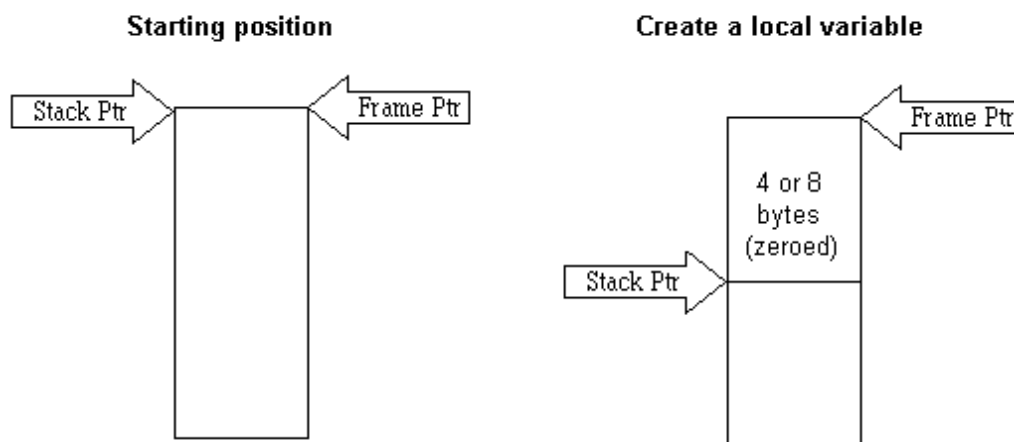 Starting position
Create a local variable
Stack Ptr
Frame Ptr
Frame Ptr
4 or 8
bytes
(zeroed)
Stack Ptr